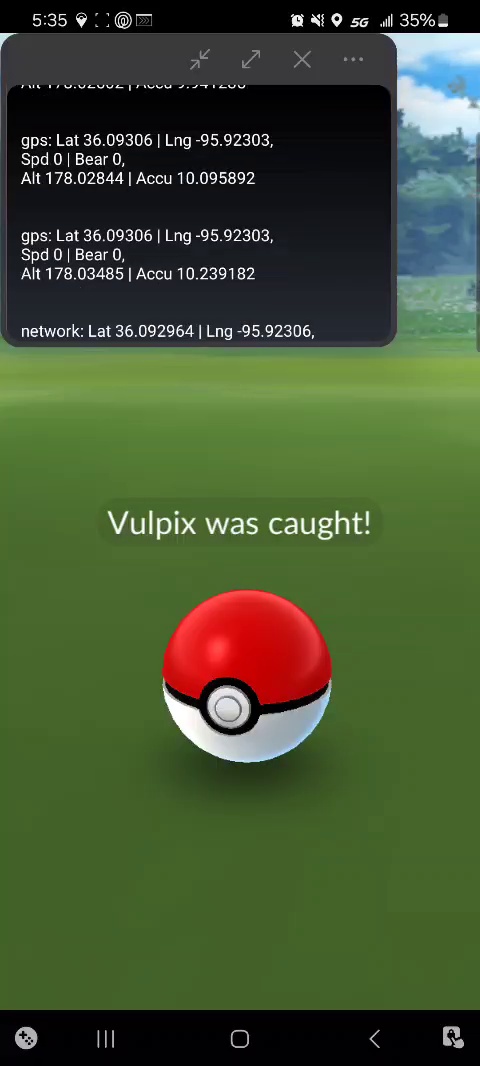 5:35
5G
35%
gps: Lat 36.09306 | Lng -95.92303,
Spd 0 | Bear 0,
Alt 178.02844 | Accu 10.095892
gps: Lat 36.09306 | Lng -95.92303,
Spd 0 | Bear 0,
Alt 178.03485 | Accu 10.239182
network: Lat 36.092964 | Lng -95.92306,
Vulpix was caught!